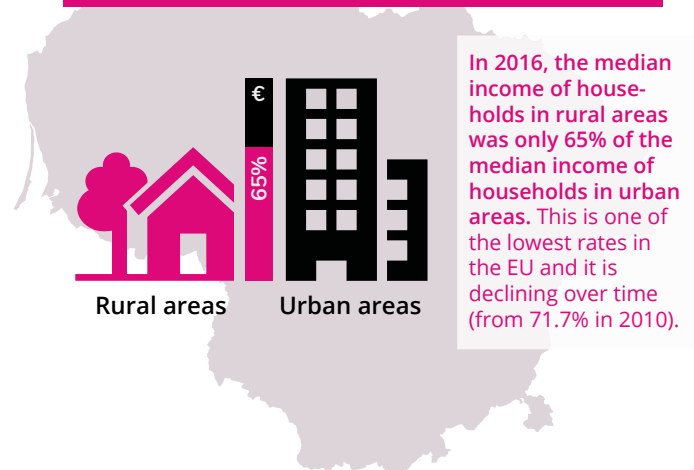 €
65%
Rural areas
Urban areas
In 2016, the median
income of house-
holds in rural areas
was only 65% of the
median income of
households in urban
areas. This is one of
the lowest rates in
the EU and it is
declining over time
(from 71.7% in 2010).